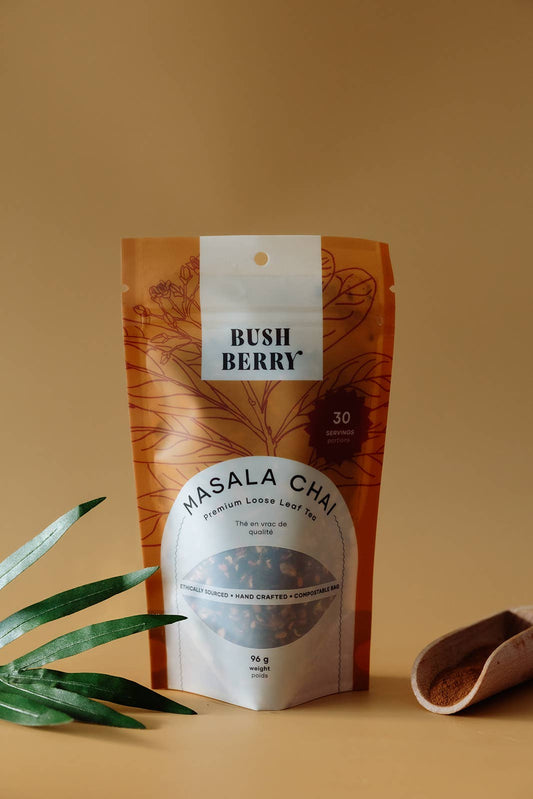 BUSH
BERRY
30
SERVINGS
portions
MASALA CHAI
Premium Loose Leaf Tea
Thé en vrac de
qualité
ETHICALLY SOURCED • HAND CRAFTED • COMPOSTABLE BAG
96 g
weight
poids